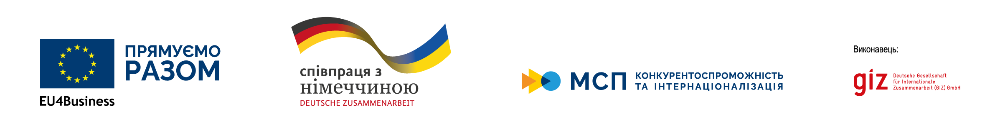 ПРЯМУЄМО
РАЗОМ
EU4Business
співпраця з
німеччиною
DEUTSCHE ZUSAMMENARBEIT
МСП
КОНКУРЕНТОСПРОМОЖНІСТЬ
ТА ІНТЕРНАЦІОНАЛІЗАЦІЯ
Виконавець:
giz
Deutsche Gesellschaft
für Internationale
Zusammenarbeit (GIZ) GmbH